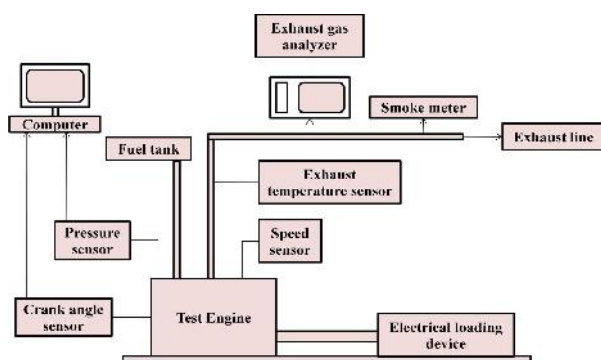 Exhaust gas
analyzer
Smoke meter
Computer
Fuel tank
Exhaust line
Exhaust
temperature sensor
Pressure
sensor
Speed
sensor
Crank angle
sensor
Test Engine
Electrical loading
device